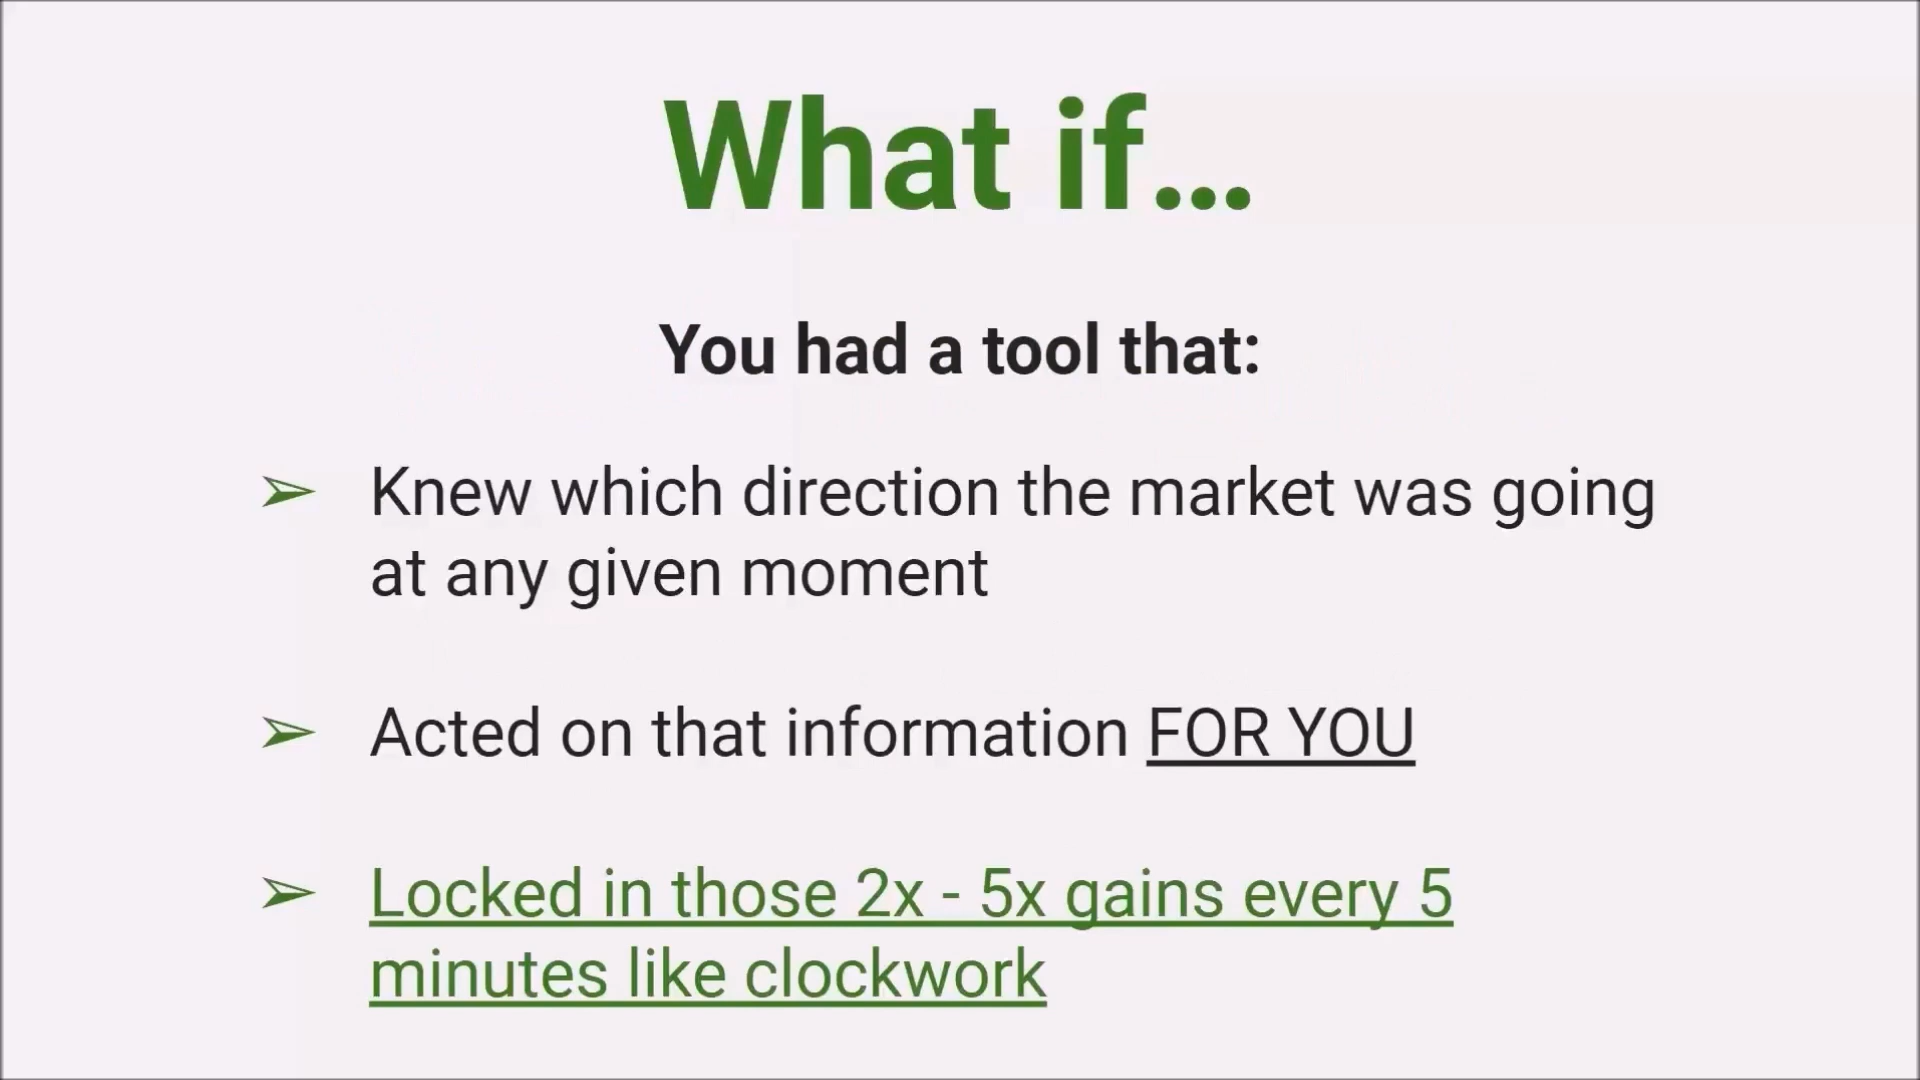 What if...
You had a tool that:
➢ Knew which direction the market was going
at any given moment
➢ Acted on that information FOR YOU
➢ Locked in those 2x - 5x gains every 5
minutes like clockwork